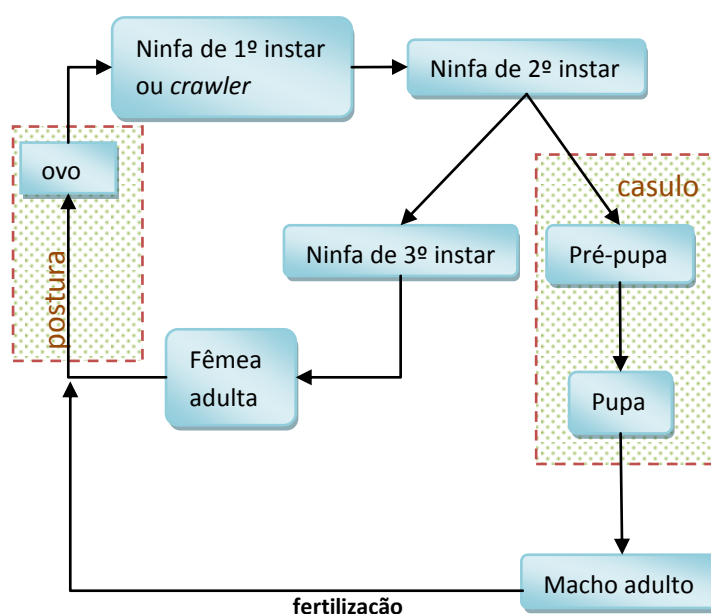 Ninfa de 1º instar
ou crawler
Ninfa de 2º instar
ovo
casulo
postura
Ninfa de 3º instar
Pré-pupa
Fêmea
adulta
Pupa
Macho adulto
fertilização